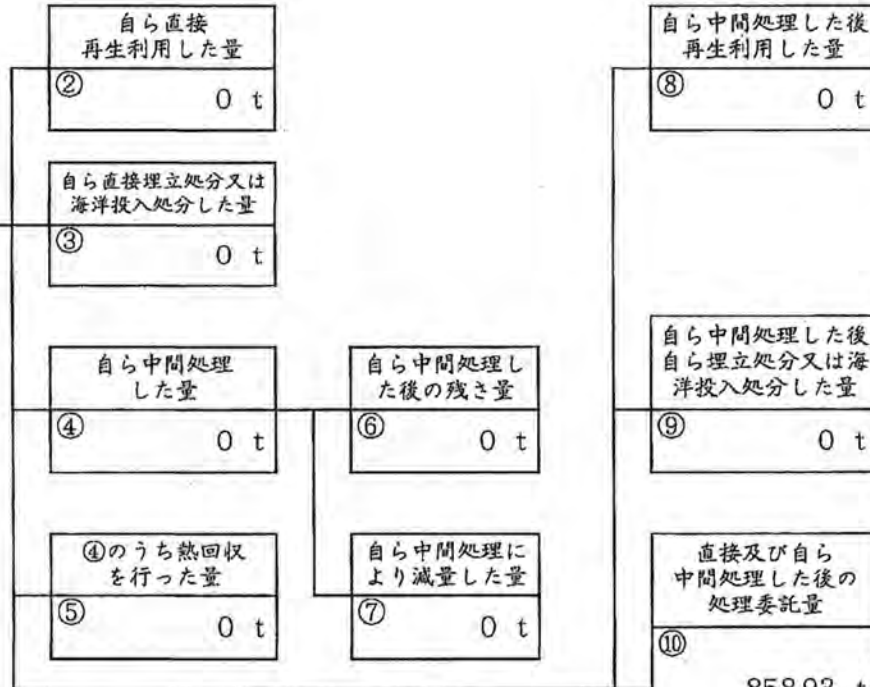 自ら直接
再生利用した量
② 0 t
自ら直接埋立処分又は
海洋投入処分した量
③ 0 t
自ら中間処理
した量
④ 0 t
④のうち熱回収
を行った量
⑤ 0 t
自ら中間処理し
た後の残さ量
⑥ 0 t
自ら中間処理に
より減量した量
⑦ 0 t
自ら中間処理した後
再生利用した量
⑧ 0 t
自ら中間処理した後
自ら埋立処分又は海
洋投入処分した量
⑨ 0 t
直接及び自ら
中間処理した後の
処理委託量
⑩
858.93 t